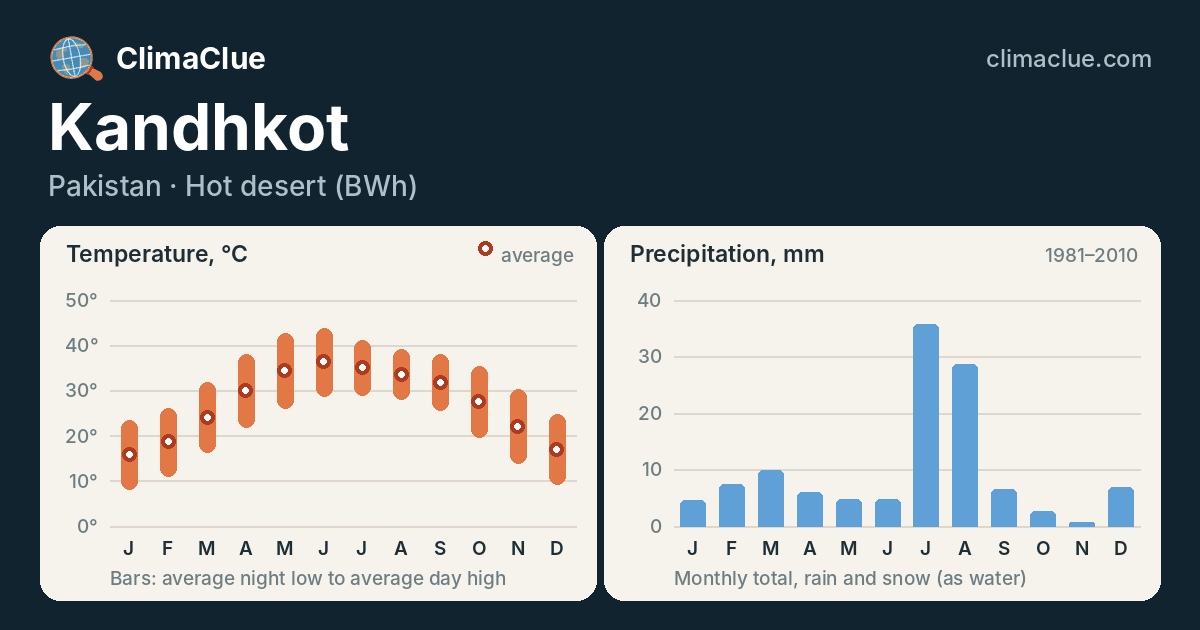 ClimaClue
climaclue.com
Kandhkot
Pakistan · Hot desert (BWh)
Temperature, °C
average
50°
40°
30°
20°
10°
0°
J F M A M J J A S O N D
Bars: average night low to average day high
Precipitation, mm
1981–2010
40
30
20
10
0
J F M A M J J A S O N D
Monthly total, rain and snow (as water)